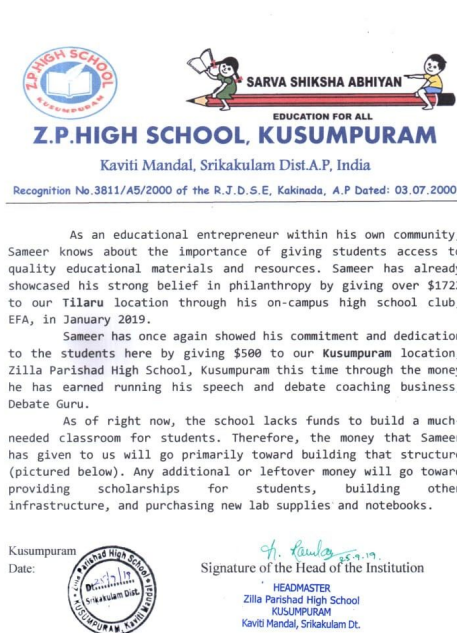 Z.P.HIGH SCHOOL
KUSUMPURAM
SARVA SHIKSHA ABHIYAN
EDUCATION FOR ALL
Z.P.HIGH SCHOOL, KUSUMPURAM
Kaviti Mandal, Srikakulam Dist.A.P, India
Recognition No.3811/A5/2000 of the R.J.D.S.E, Kakinada, A.P Dated: 03.07.2000
As an educational entrepreneur within his own community,
Sameer knows about the importance of giving students access to
quality educational materials and resources. Sameer has already
showcased his strong belief in philanthropy by giving over $1722
to our Tilaru location through his on-campus high school club,
EFA, in January 2019.
Sameer has once again showed his commitment and dedication
to the students here by giving $500 to our Kusumpuram location,
Zilla Parishad High School, Kusumpuram this time through the money
he has earned running his speech and debate coaching business,
Debate Guru.
As of right now, the school lacks funds to build a much-
needed classroom for students. Therefore, the money that Sameer
has given to us will go primarily toward building that structure
(pictured below). Any additional or leftover money will go toward
providing scholarships for students, building other
infrastructure, and purchasing new lab supplies and notebooks.
Kusumpuram
Date:
Parishad High School
Dt.
Srikakulam Dist.
KUSUMPURAM, Kaviti
25-9-19.
Signature of the Head of the Institution
HEADMASTER
Zilla Parishad High School
KUSUMPURAM
Kaviti Mandal, Srikakulam Dt.